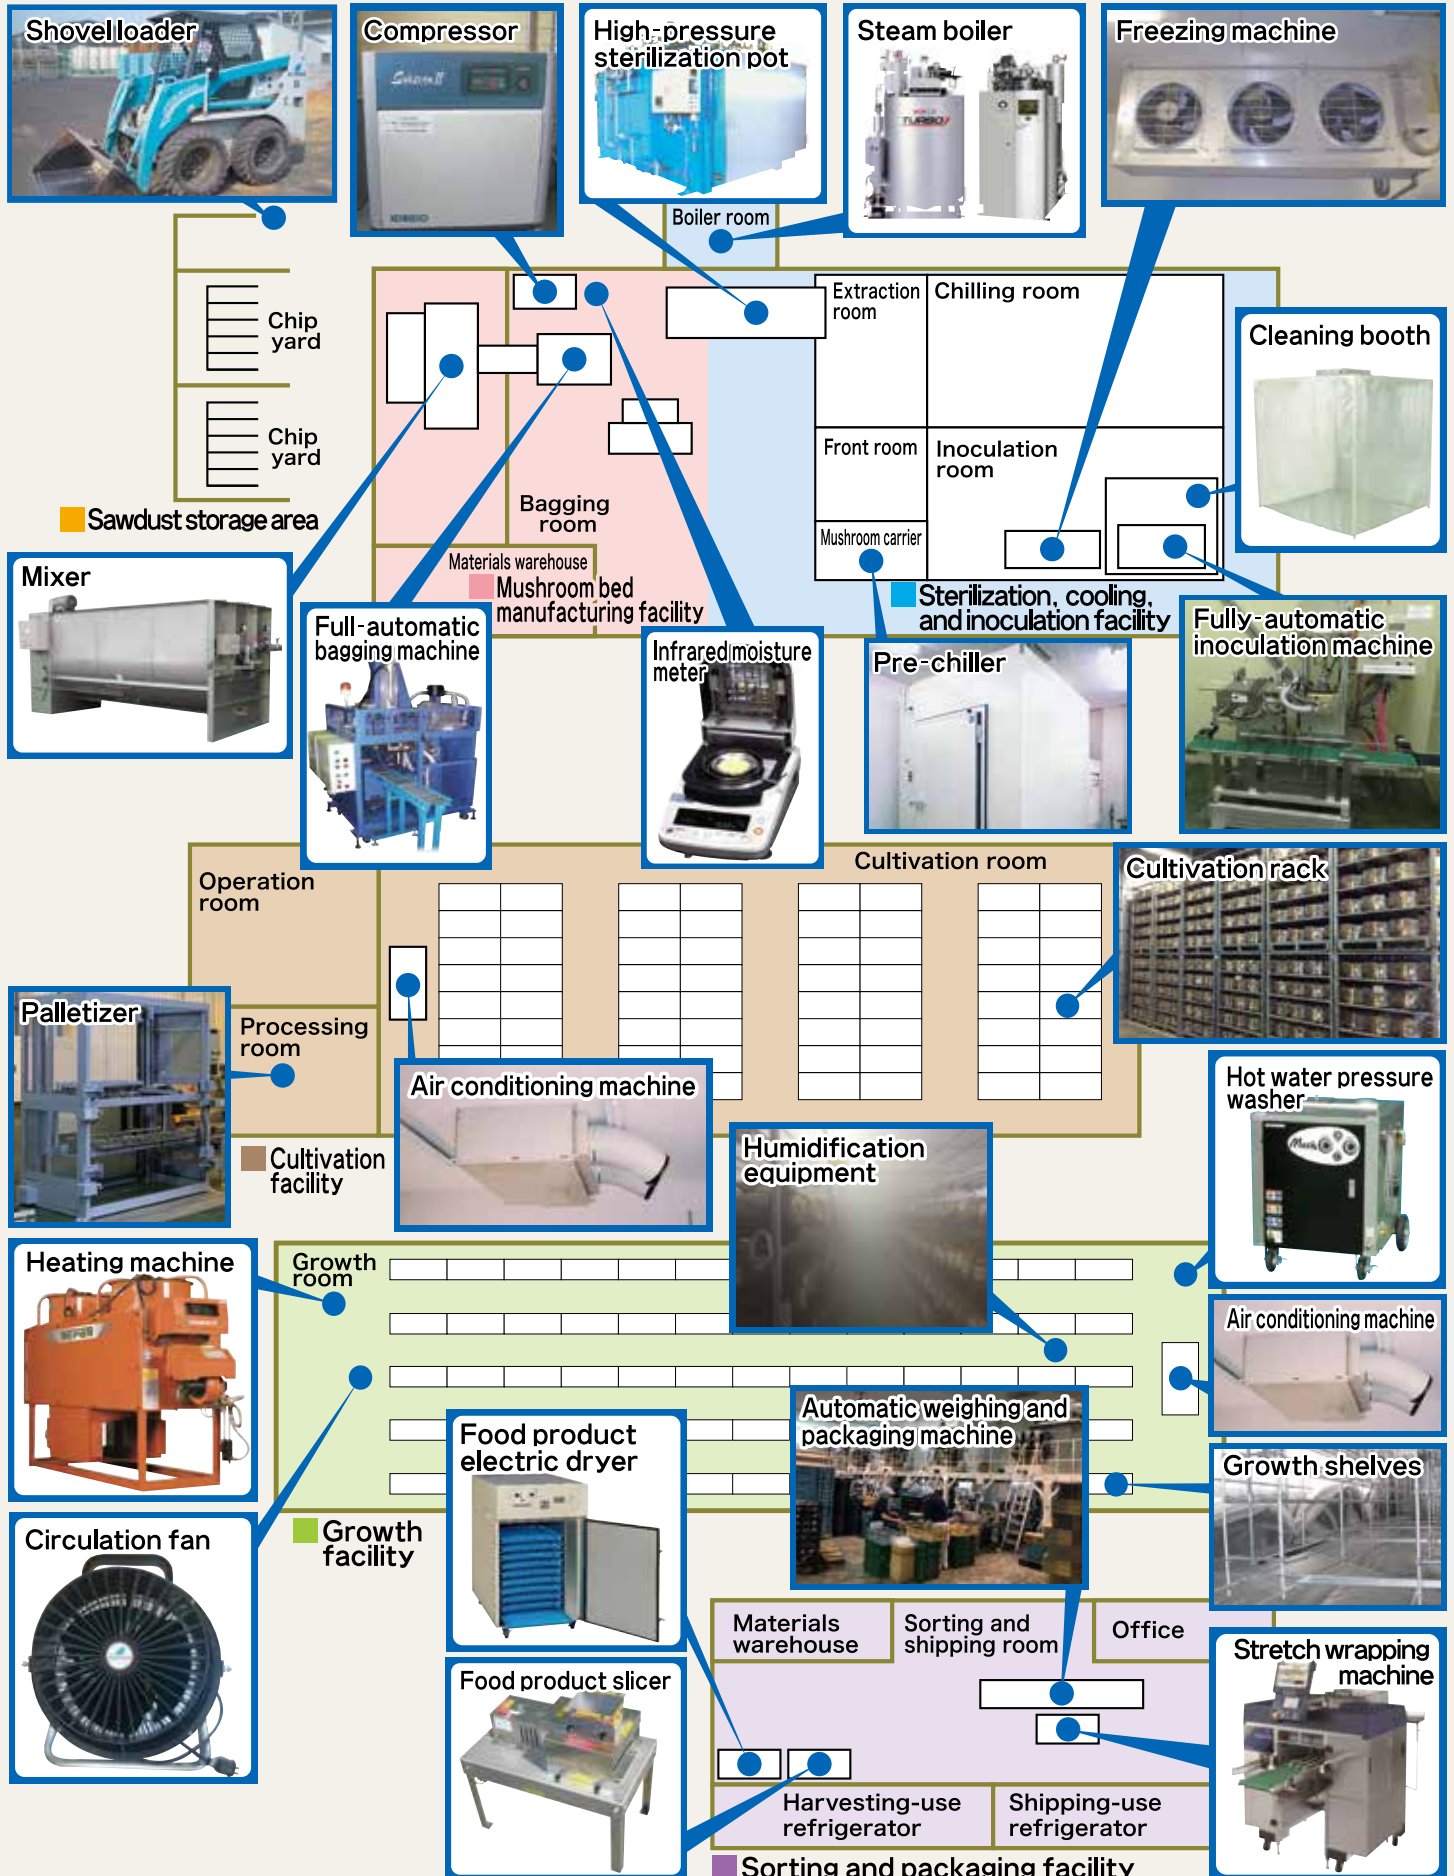 Shovel loader
Compressor
High-pressure
sterilization pot
Steam boiler
Freezing machine
TURBO
Boiler room
Extraction
room
Chilling room
Chip
yard
Cleaning booth
Chip
yard
Front room
Inoculation
room
Bagging
room
Sawdust storage area
Mushroom carrier
Materials warehouse
Mushroom bed
manufacturing facility
Sterilization, cooling,
and inoculation facility
Mixer
Full-automatic
bagging machine
Infrared moisture
meter
Pre-chiller
Fully-automatic
inoculation machine
Operation
room
Cultivation room
Cultivation rack
Palletizer
Processing
room
Air conditioning machine
Hot water pressure
washer
Humidification
equipment
Cultivation
facility
Heating machine
Growth
room
Air conditioning machine
Automatic weighing and
packaging machine
Food product
electric dryer
Growth shelves
Growth
facility
Circulation fan
Materials
warehouse
Sorting and
shipping room
Office
Stretch wrapping
machine
Food product slicer
Harvesting-use
refrigerator
Shipping-use
refrigerator
Sorting and packaging facility